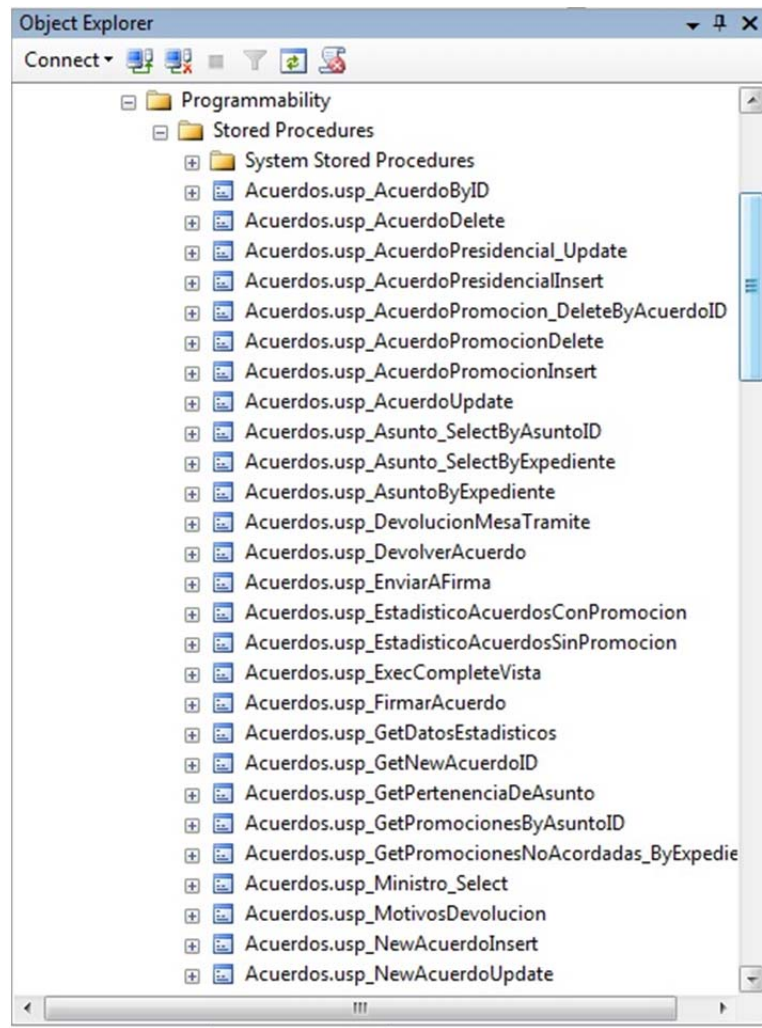 Object Explorer
Connect
Programmability
Stored Procedures
System Stored Procedures
Acuerdos.usp_AcuerdoByID
Acuerdos.usp_AcuerdoDelete
Acuerdos.usp_AcuerdoPresidencial_Update
Acuerdos.usp_AcuerdoPresidencialInsert
Acuerdos.usp_AcuerdoPromocion_DeleteByAcuerdoID
Acuerdos.usp_AcuerdoPromocionDelete
Acuerdos.usp_AcuerdoPromocionInsert
Acuerdos.usp_AcuerdoUpdate
Acuerdos.usp_Asunto_SelectByAsuntoID
Acuerdos.usp_Asunto_SelectByExpediente
Acuerdos.usp_AsuntoByExpediente
Acuerdos.usp_DevolucionMesaTramite
Acuerdos.usp_DevolverAcuerdo
Acuerdos.usp_EnviarAFirma
Acuerdos.usp_EstadisticoAcuerdosConPromocion
Acuerdos.usp_EstadisticoAcuerdosSinPromocion
Acuerdos.usp_ExecCompleteVista
Acuerdos.usp_FirmarAcuerdo
Acuerdos.usp_GetDatosEstadisticos
Acuerdos.usp_GetNewAcuerdoID
Acuerdos.usp_GetPertenenciaDeAsunto
Acuerdos.usp_GetPromocionesByAsuntoID
Acuerdos.usp_GetPromocionesNoAcordadas_ByExpedie
Acuerdos.usp_Ministro_Select
Acuerdos.usp_MotivosDevolucion
Acuerdos.usp_NewAcuerdoInsert
Acuerdos.usp_NewAcuerdoUpdate